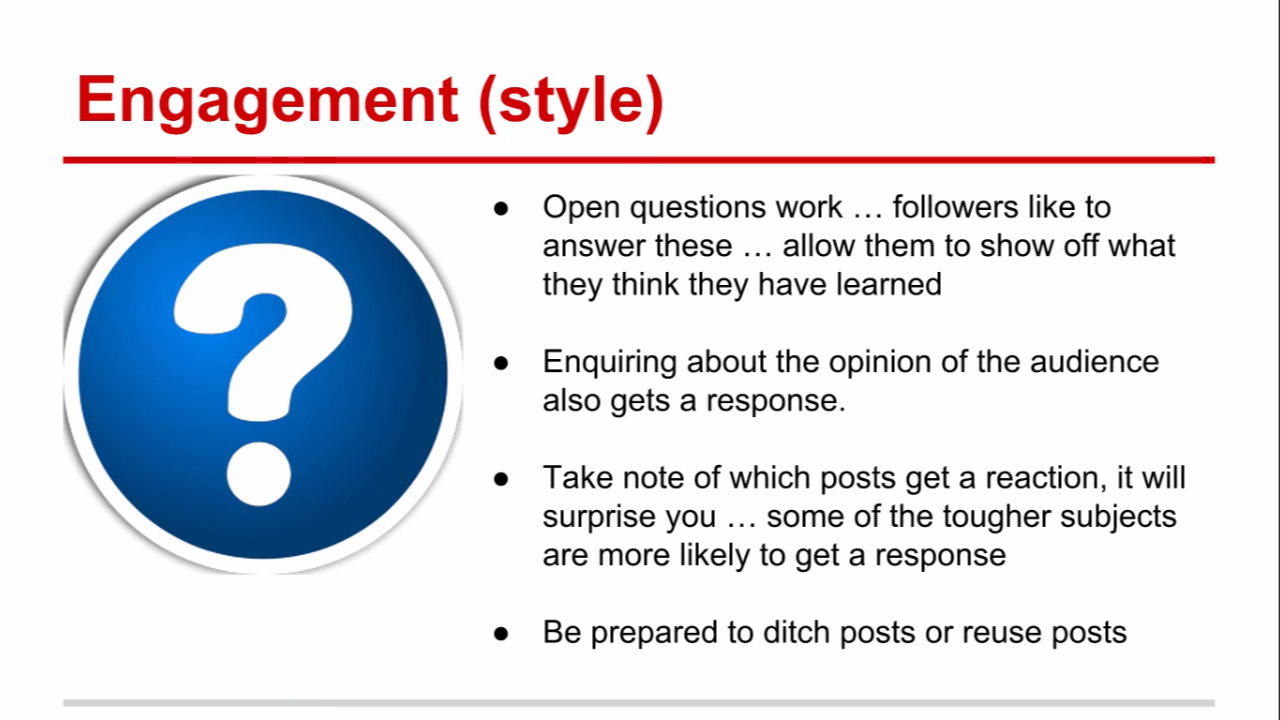 Engagement (style)
● Open questions work … followers like to
answer these … allow them to show off what
they think they have learned
● Enquiring about the opinion of the audience
also gets a response.
● Take note of which posts get a reaction, it will
surprise you … some of the tougher subjects
are more likely to get a response
● Be prepared to ditch posts or reuse posts